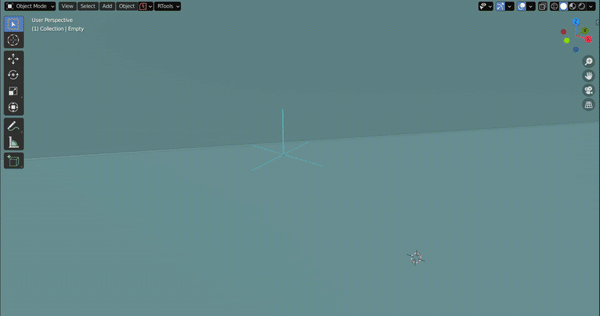 Object Mode View Select Add Object RTools
User Perspective
(1) Collection | Empty